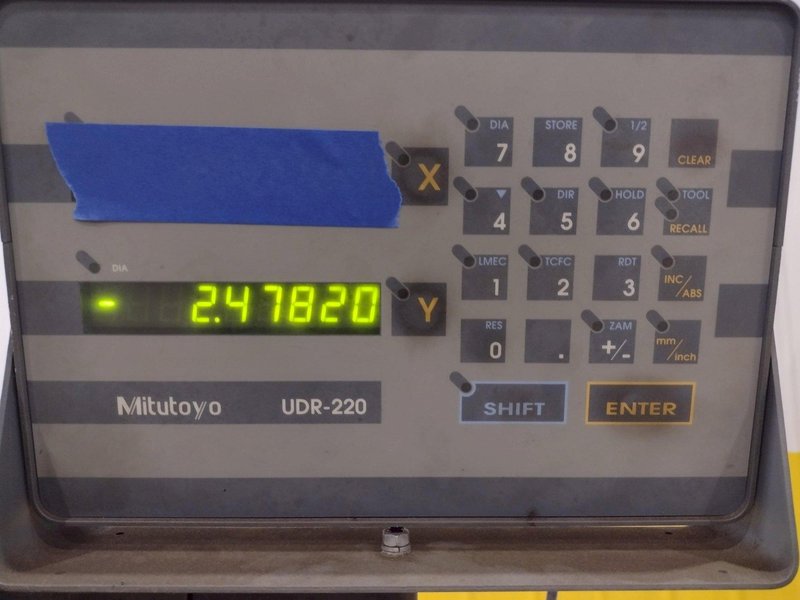 DIA STORE 1/2
7 8 9 CLEAR
X
DIR HOLD TOOL
4 5 6 RECALL
DIA
LMEC TCFC RDT INC/ABS
1 2 3
- 2.47820 Y
RES ZAM mm/inch
0 . +/-
Mitutoyo UDR-220 SHIFT ENTER